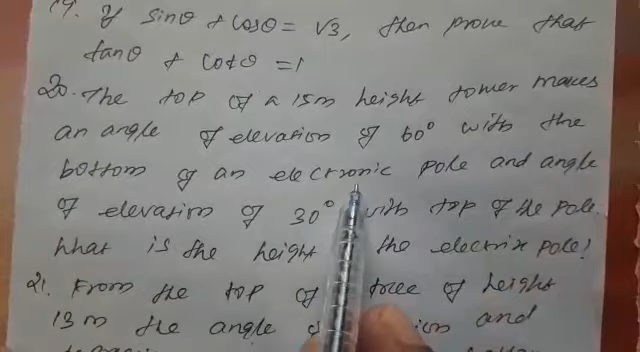 19. If sinθ + cosθ = √3, then prove that
tanθ + cotθ = 1
20. The top of a 15m height tower makes
an angle of elevation of 60° with the
bottom of an electronic pole and angle
of elevation of 30° with top of the pole.
what is the height the electric pole?
21. From the top of tree of height
13m the angle and